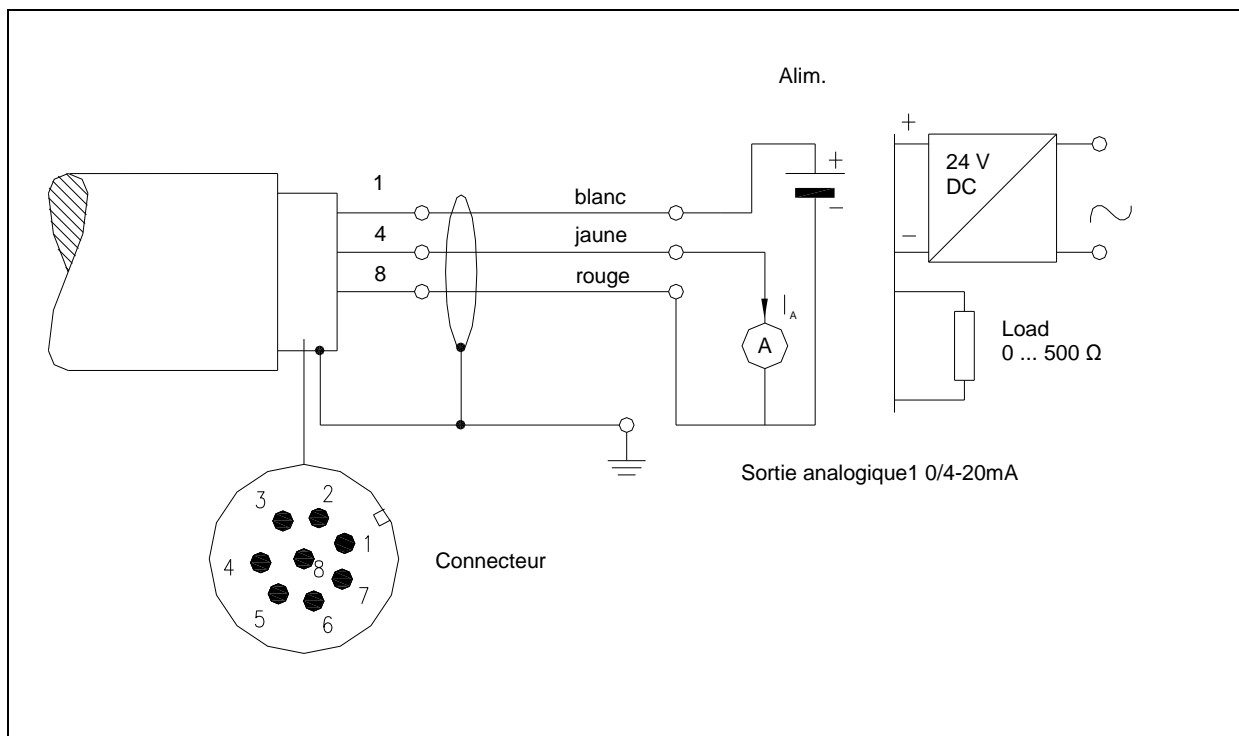 Alim.
+
24 V
DC
−
+
−
1
blanc
4
jaune
8
rouge
I A
A
Load
0 ... 500 Ω
Sortie analogique1 0/4-20mA
3
2
1
4
8
7
5
6
Connecteur